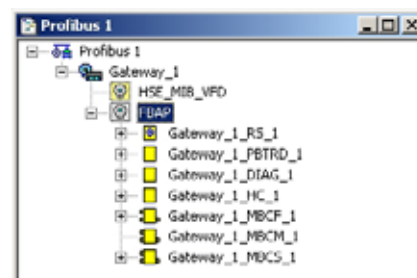 Profibus 1
Profibus 1
Gateway_1
HSE_MIB_VFD
FBAP
Gateway_1_RS_1
Gateway_1_PBTRD_1
Gateway_1_DIAG_1
Gateway_1_HC_1
Gateway_1_MBCF_1
Gateway_1_MBCM_1
Gateway_1_MBCS_1